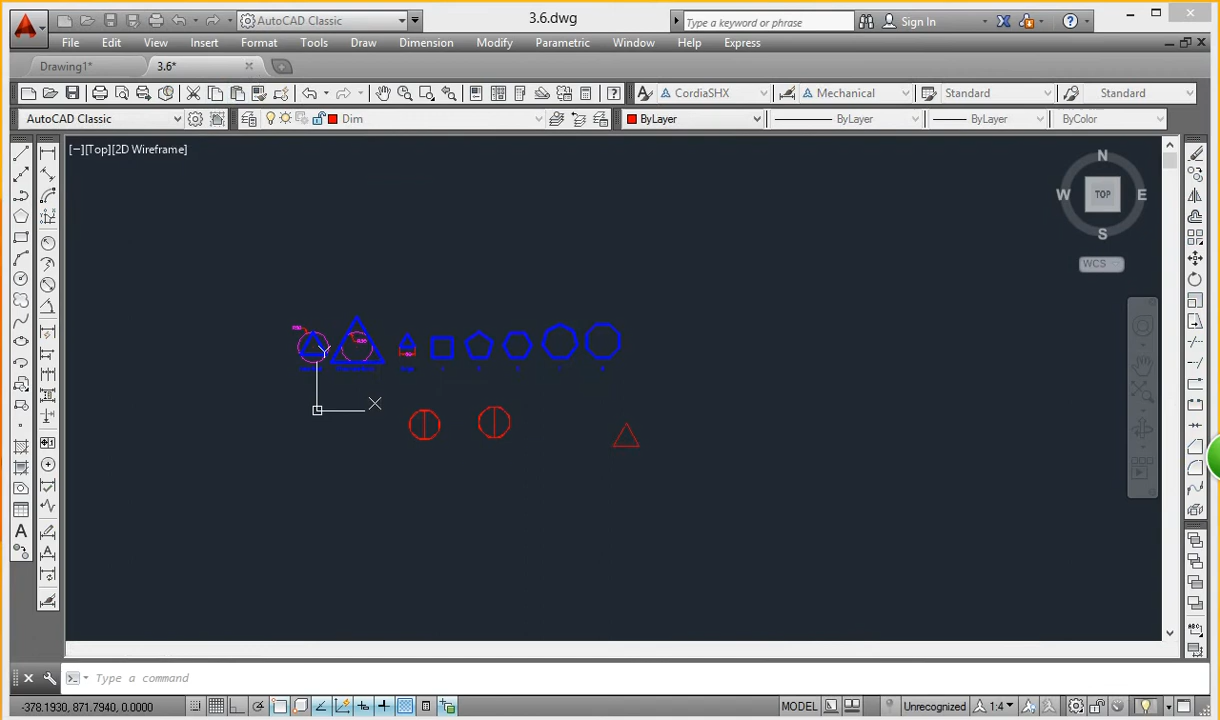 AutoCAD Classic
3.6.dwg
Type a keyword or phrase
Sign In
File Edit View Insert Format Tools Draw Dimension Modify Parametric Window Help Express
Drawing1*
3.6*
CordiaSHX
Mechanical
Standard
Standard
AutoCAD Classic
Dim
ByLayer
ByLayer
ByLayer
ByColor
[−][Top][2D Wireframe]
N
W
TOP
E
S
WCS
Y
X
A
Type a command
-378.1930, 871.7940, 0.0000
MODEL
Unrecognized
1:4